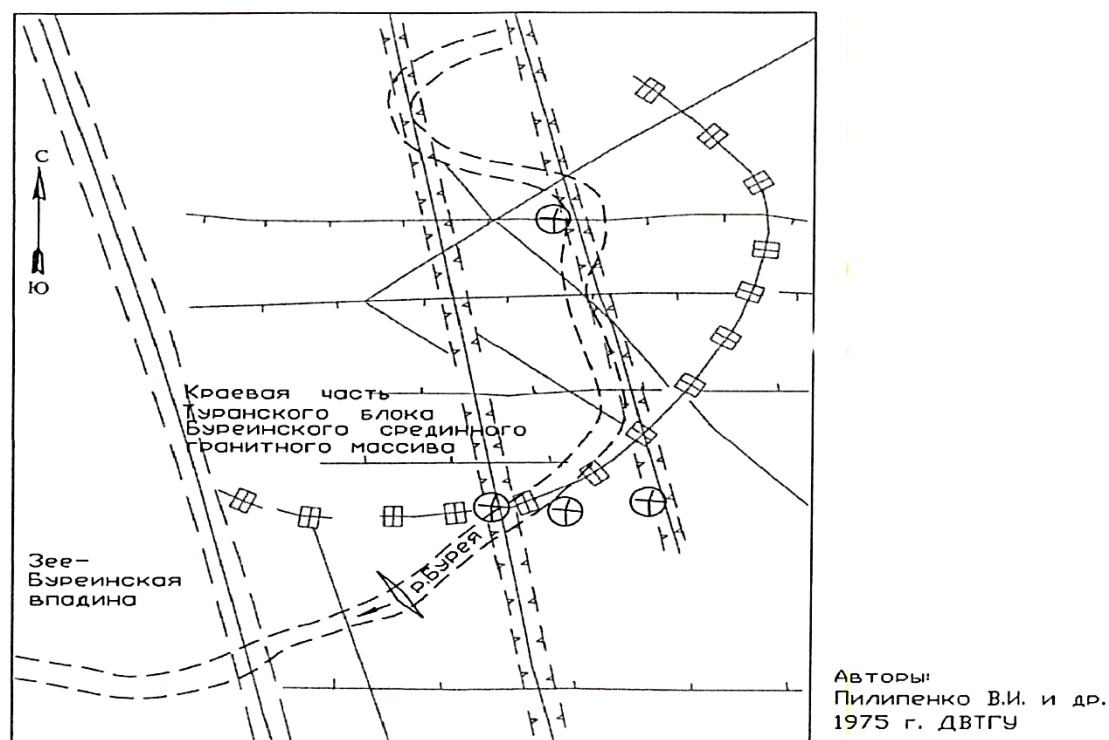 С
Ю
Краевая часть
Туранского блока
Буреинского срединного
гранитного массива
Зее-
Буреинская
впадина
р.Бурея
Авторы:
Пилипенко В.И. и др.
1975 г. ДВТГУ